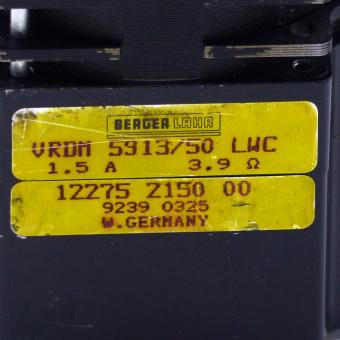 BERGER LAHR
VRDM 5913/50 LWC
1.5 A 3.9 Ω
12275 2150 00
9239 0325
W.GERMANY